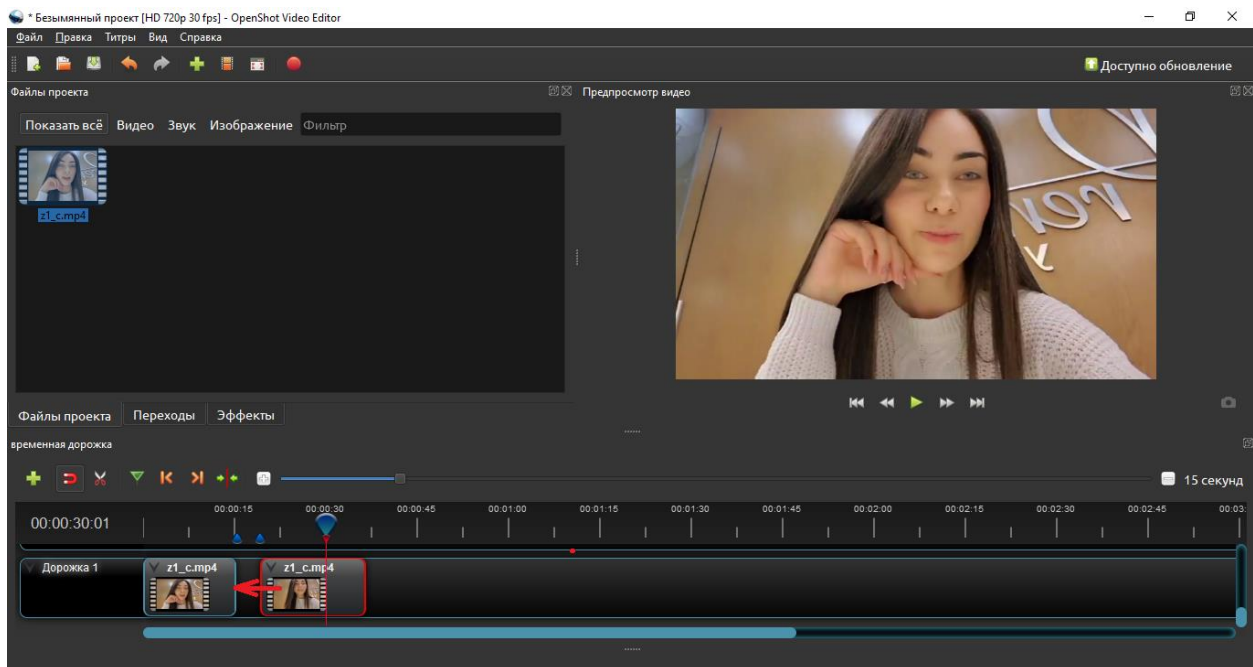 * Безымянный проект [HD 720p 30 fps] - OpenShot Video Editor
Файл Правка Титры Вид Справка
Доступно обновление
Файлы проекта
Предпросмотр видео
Показать всё Видео Звук Изображение Фильтр
z1_c.mp4
Файлы проекта Переходы Эффекты
временная дорожка
15 секунд
00:00:30:01
00:00:15 00:00:30 00:00:45 00:01:00 00:01:15 00:01:30 00:01:45 00:02:00 00:02:15 00:02:30 00:02:45 00:03:
Дорожка 1 z1_c.mp4 z1_c.mp4